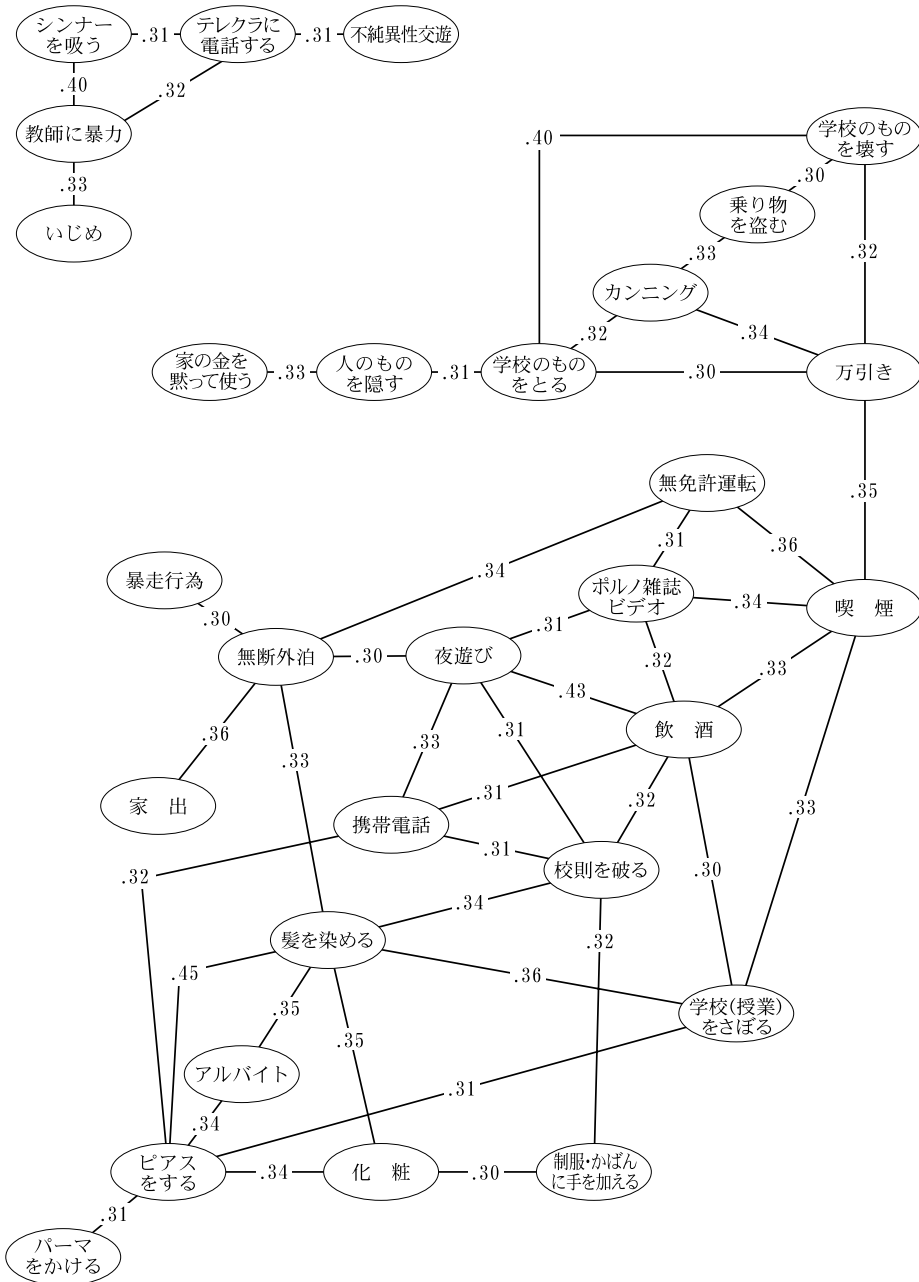 シンナー
を吸う
.31
テレクラに
電話する
.31
不純異性交遊
.40
.32
教師に暴力
.33
いじめ
学校のもの
を壊す
.40
.30
乗り物
を盗む
.32
.33
カンニング
.32
.34
家の金を
黙って使う
.33
人のもの
を隠す
.31
学校のもの
をとる
.30
万引き
.35
無免許運転
.31
.36
.34
暴走行為
.30
ポルノ雑誌
ビデオ
.34
喫 煙
.31
.32
.33
無断外泊
.30
夜遊び
.43
飲 酒
.36
.33
.33
.31
家 出
.31
.32
.33
携帯電話
.31
校則を破る
.30
.32
.34
.32
髪を染める
.45
.36
学校(授業)
をさぼる
.35
.35
アルバイト
.31
.34
ピアス
をする
.34
化 粧
.30
制服・かばん
に手を加える
.31
パーマ
をかける